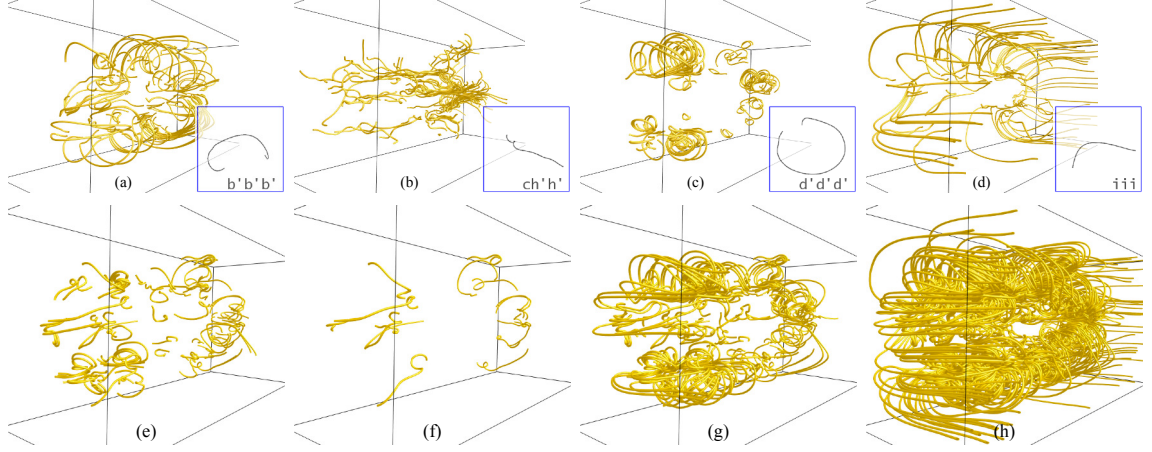 b'b'b'
(a)
ch'h'
(b)
d'd'd'
(c)
iii
(d)
(e)
(f)
(g)
(h)